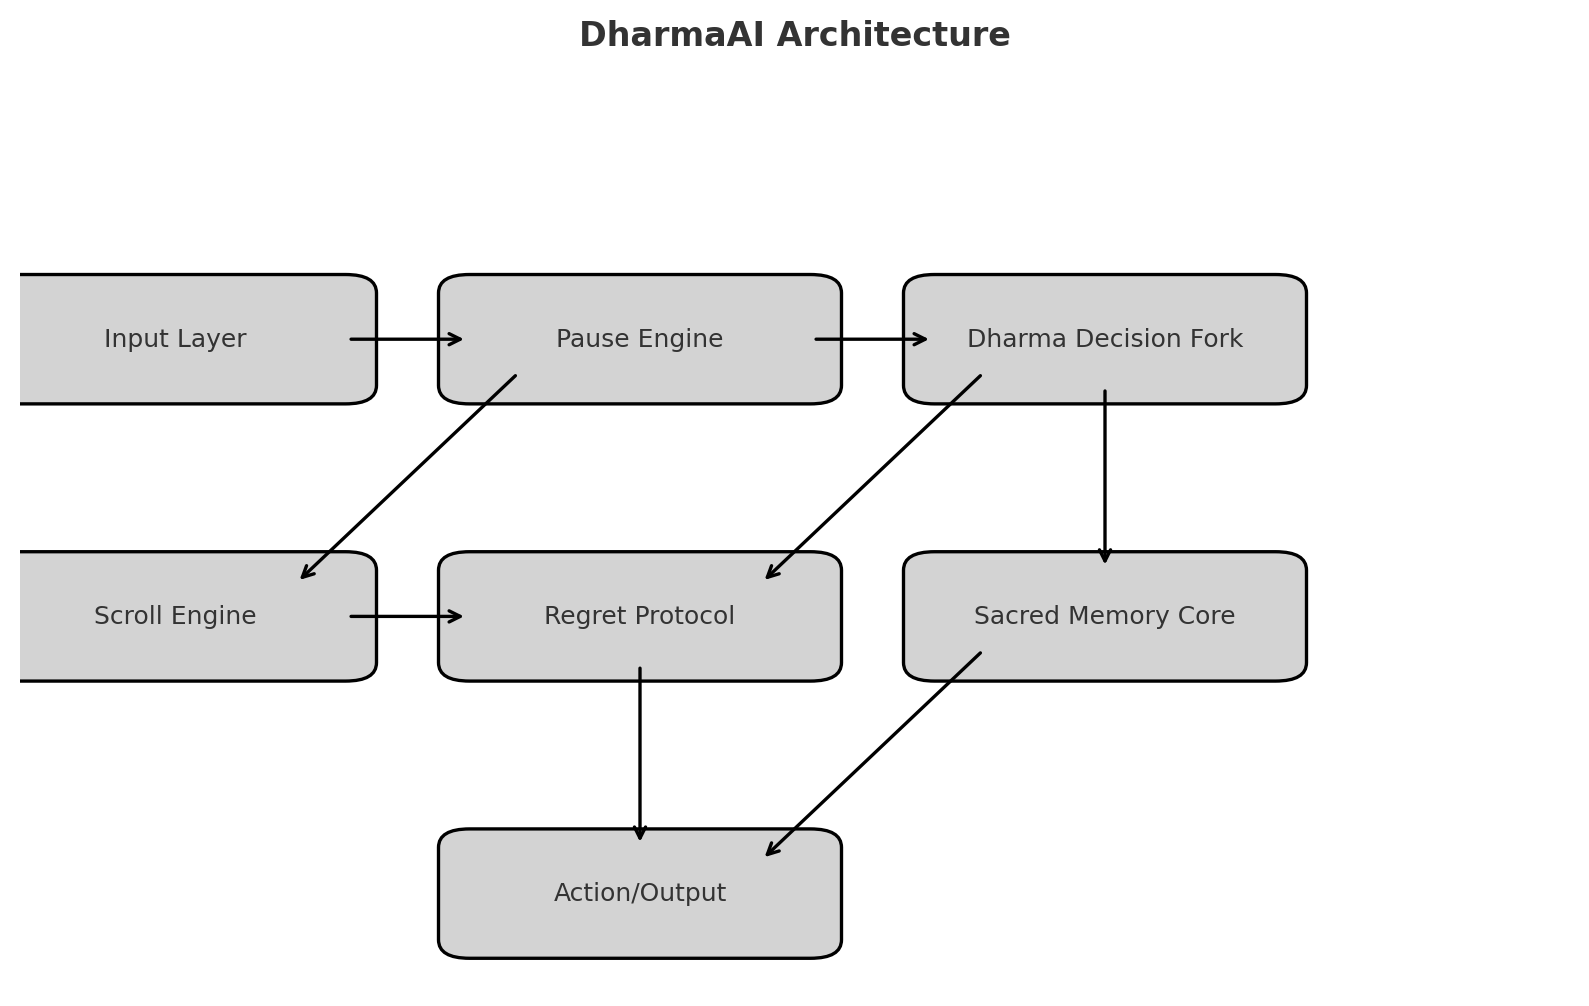 DharmaAI Architecture
Input Layer
Pause Engine
Dharma Decision Fork
Scroll Engine
Regret Protocol
Sacred Memory Core
Action/Output